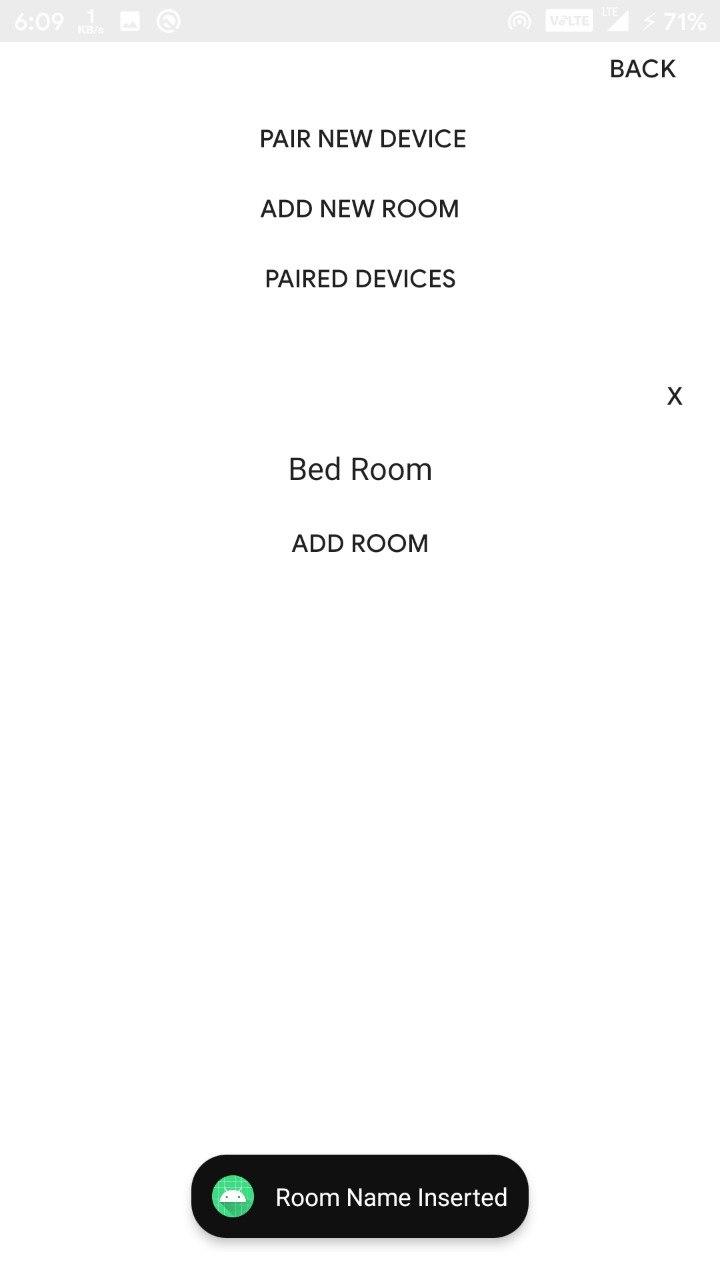 6:09 1 KB/s VoLTE LTE 71%
BACK
PAIR NEW DEVICE
ADD NEW ROOM
PAIRED DEVICES
X
Bed Room
ADD ROOM
Room Name Inserted